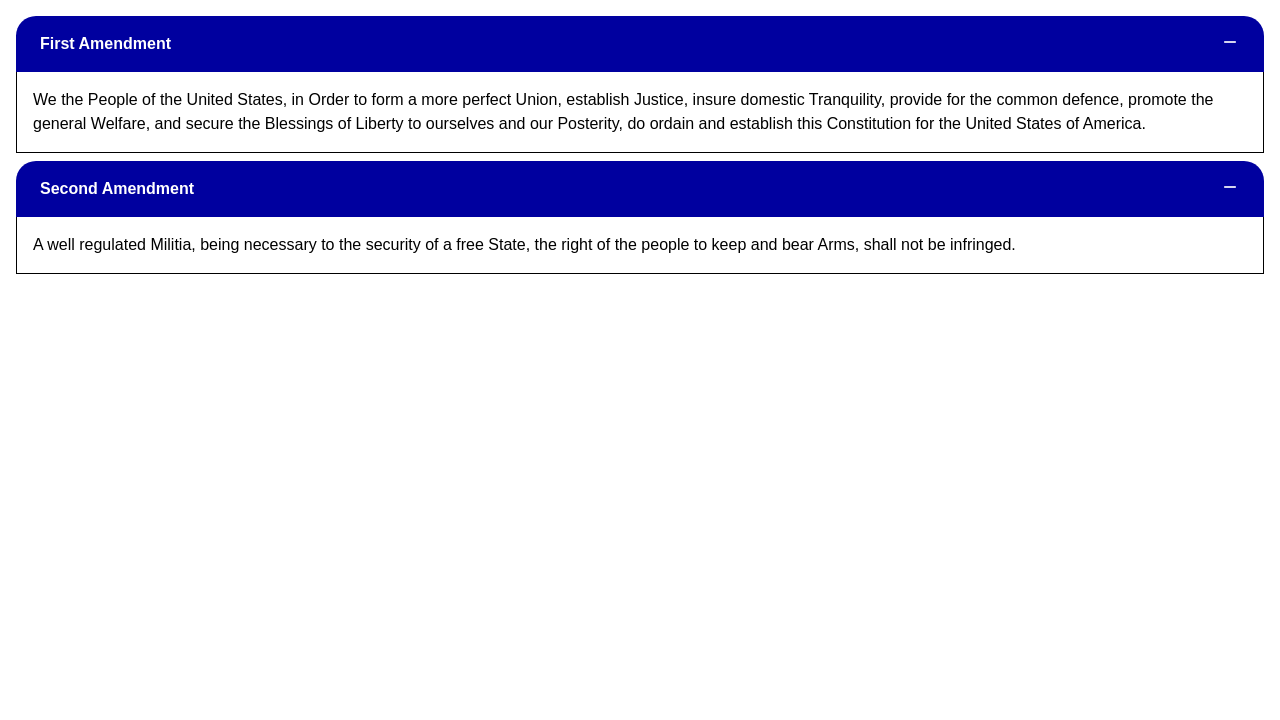 First Amendment
We the People of the United States, in Order to form a more perfect Union, establish Justice, insure domestic Tranquility, provide for the common defence, promote the
general Welfare, and secure the Blessings of Liberty to ourselves and our Posterity, do ordain and establish this Constitution for the United States of America.
Second Amendment
A well regulated Militia, being necessary to the security of a free State, the right of the people to keep and bear Arms, shall not be infringed.